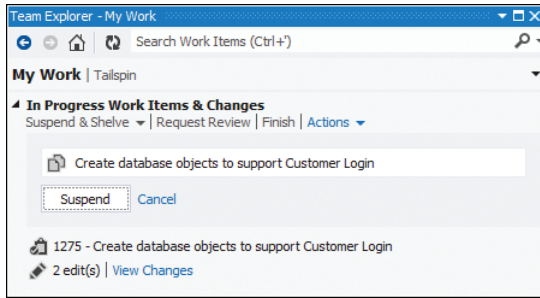 Team Explorer - My Work
Search Work Items (Ctrl+')
My Work | Tailspin
In Progress Work Items & Changes
Suspend & Shelve | Request Review | Finish | Actions
Create database objects to support Customer Login
Suspend Cancel
1275 - Create database objects to support Customer Login
2 edit(s) | View Changes